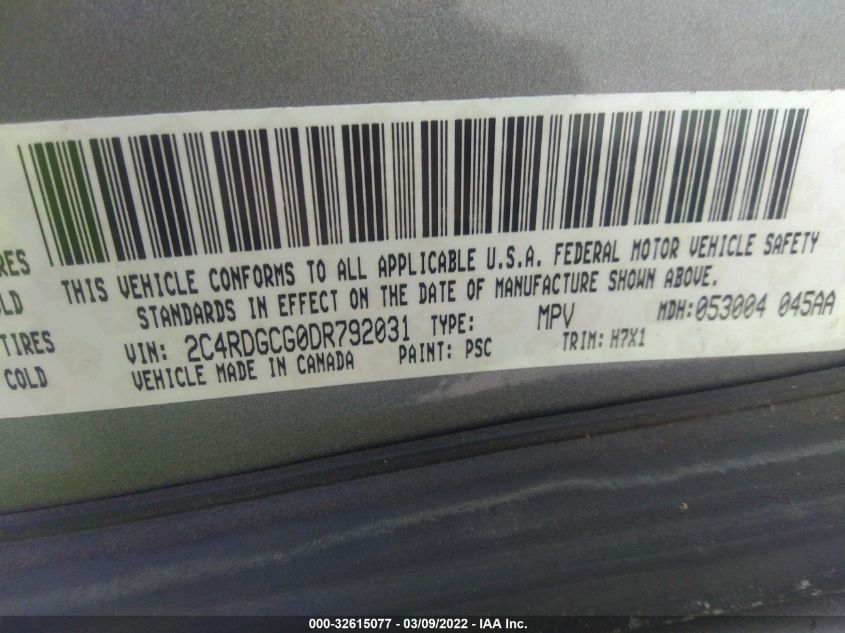 THIS VEHICLE CONFORMS TO ALL APPLICABLE U.S.A. FEDERAL MOTOR VEHICLE SAFETY
STANDARDS IN EFFECT ON THE DATE OF MANUFACTURE SHOWN ABOVE.
RES
LD
TIRES
COLD
VIN: 2C4RDGCG0DR792031 TYPE: MPV MDH:053004 045AA
VEHICLE MADE IN CANADA PAINT: PSC TRIM: H7X1
000-32615077 - 03/09/2022 - IAA Inc.